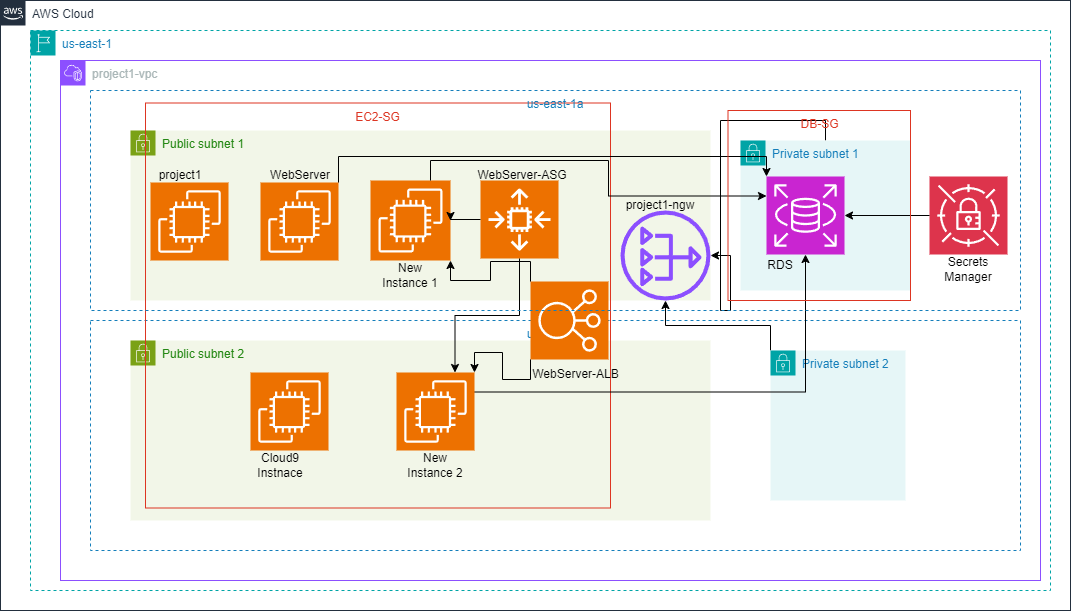 aws
AWS Cloud
us-east-1
project1-vpc
us-east-1a
EC2-SG
DB-SG
Public subnet 1
Private subnet 1
project1
WebServer
WebServer-ASG
project1-ngw
New
Instance 1
RDS
Secrets
Manager
Public subnet 2
WebServer-ALB
Private subnet 2
Cloud9
Instnace
New
Instance 2